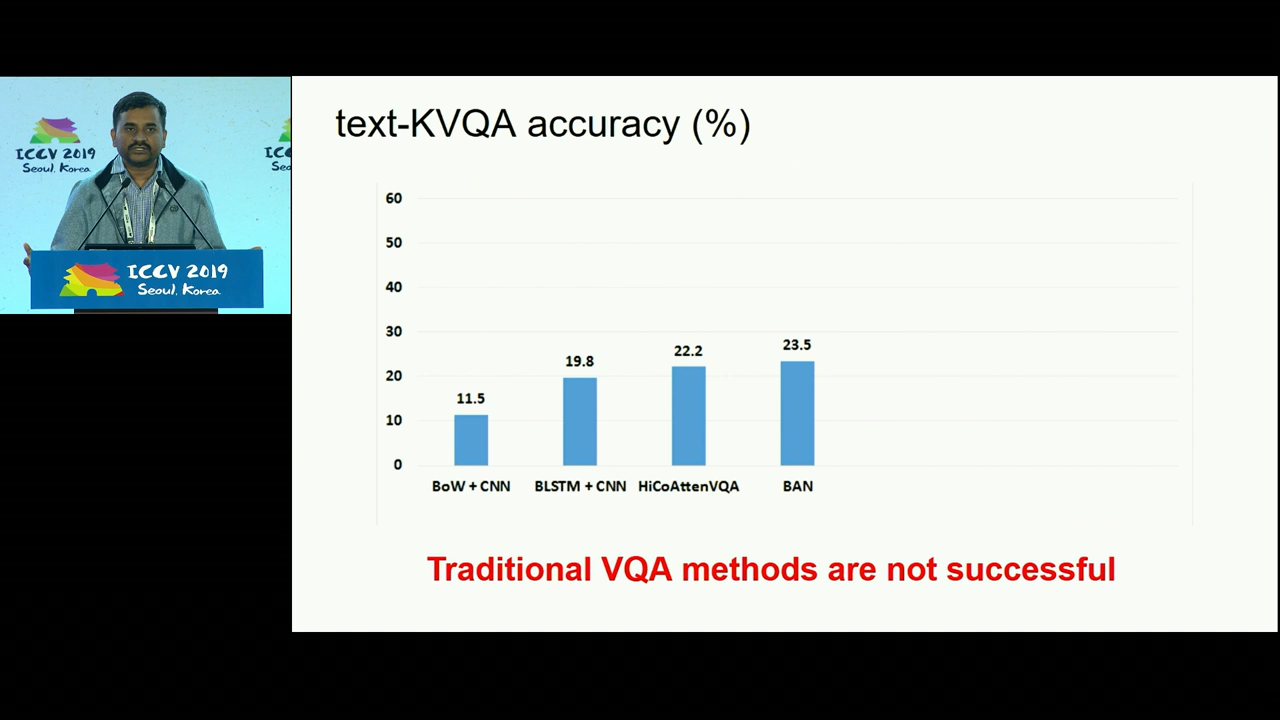 ICCV 2019
Seoul, Korea
ICC
Seo
ICCV 2019
Seoul, Korea
text-KVQA accuracy (%)
60
50
40
30
20
10
0
11.5
19.8
22.2
23.5
BoW + CNN
BLSTM + CNN
HiCoAttenVQA
BAN
Traditional VQA methods are not successful